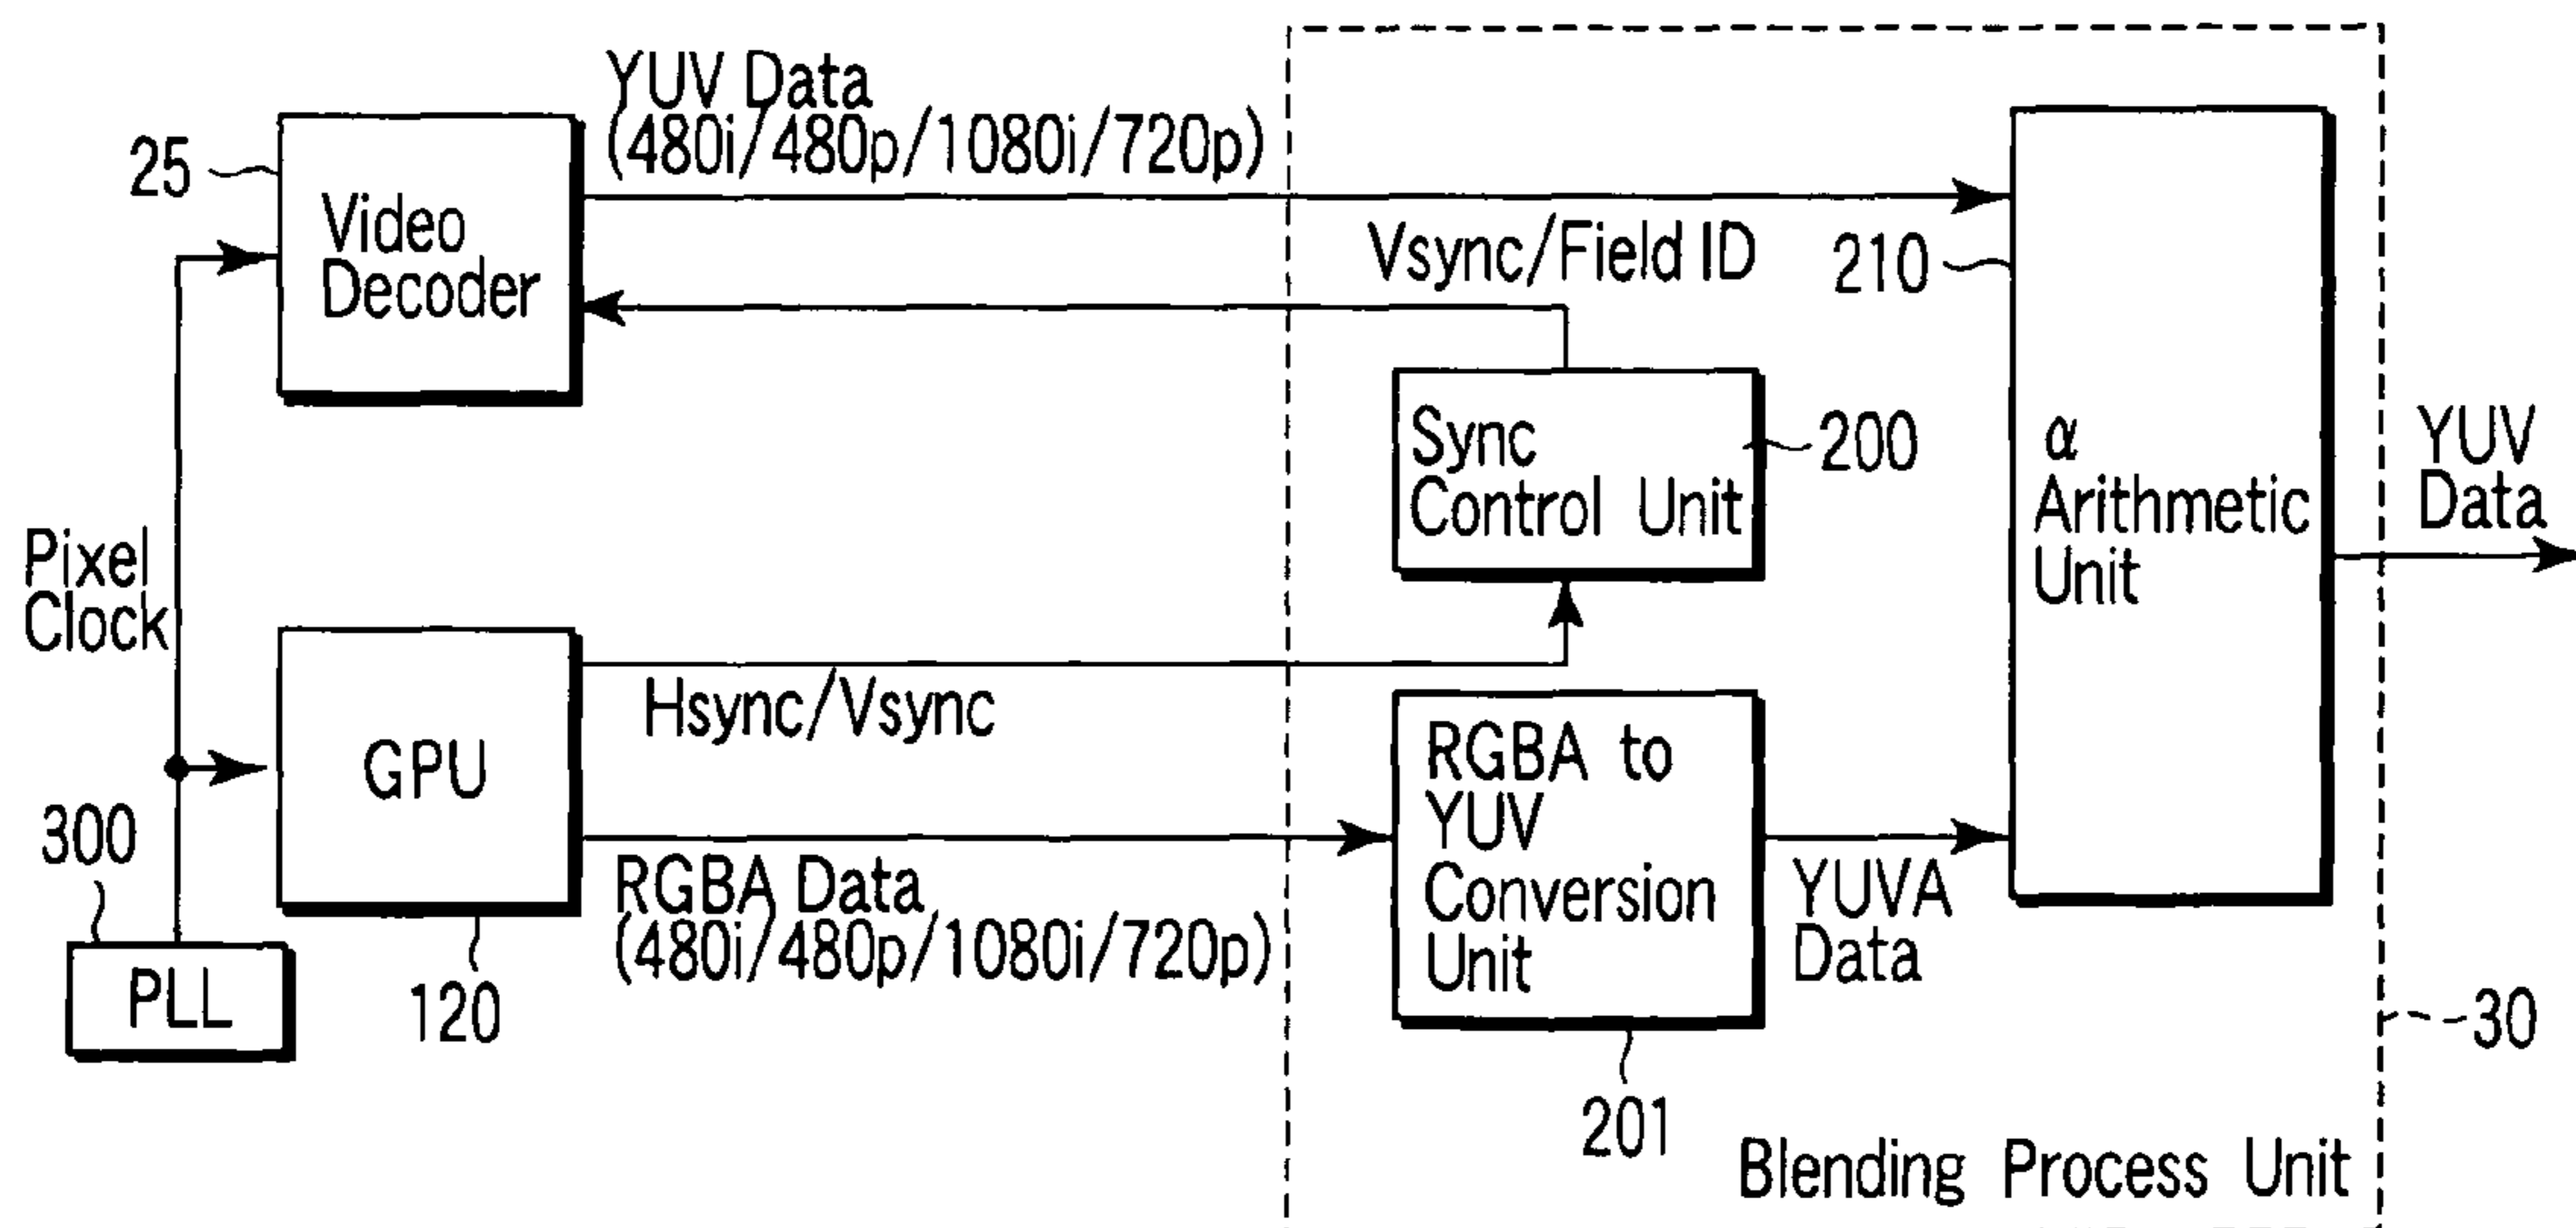 YUV Data
(480i/480p/1080i/720p)
25
Video
Decoder
Vsync/Field ID
210
Sync
Control Unit
200
α
Arithmetic
Unit
YUV
Data
Pixel
Clock
GPU
Hsync/Vsync
RGBA to
YUV
Conversion
Unit
300
PLL
120
RGBA Data
(480i/480p/1080i/720p)
YUVA
Data
30
201
Blending Process Unit